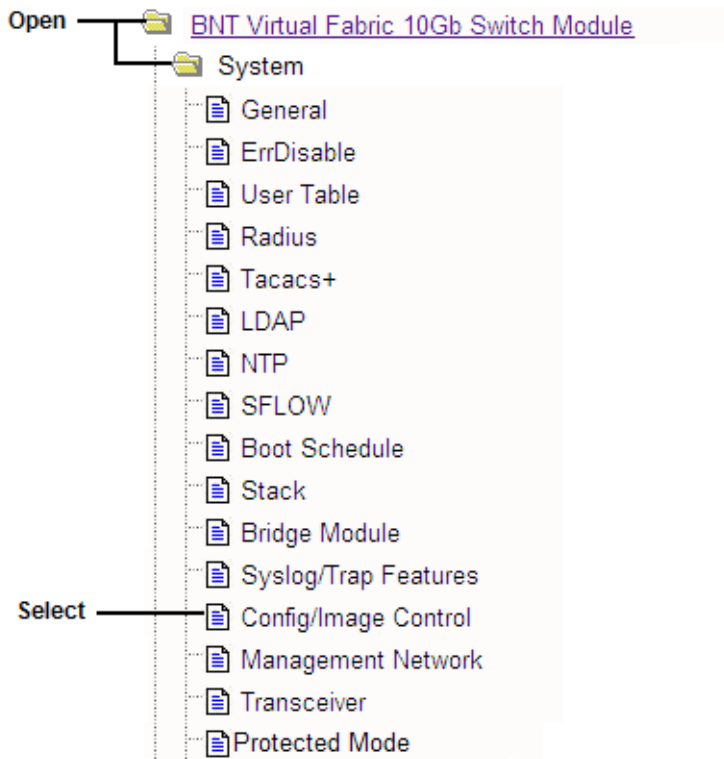 Open BNT Virtual Fabric 10Gb Switch Module
System
General
ErrDisable
User Table
Radius
Tacacs+
LDAP
NTP
SFLOW
Boot Schedule
Stack
Bridge Module
Syslog/Trap Features
Select Config/Image Control
Management Network
Transceiver
Protected Mode